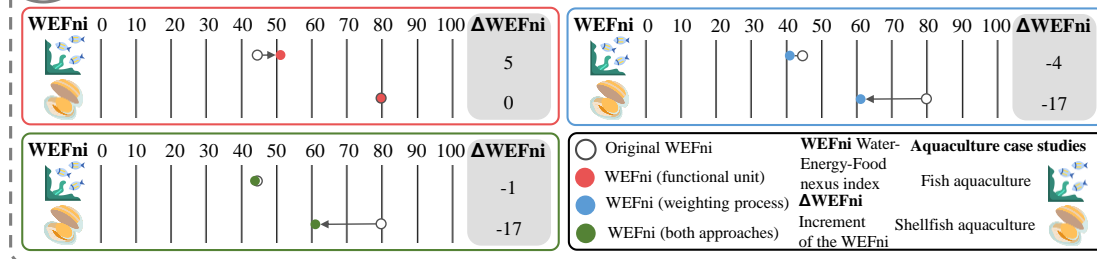 WEFni 0 10 20 30 40 50 60 70 80 90 100 ΔWEFni
5
0
WEFni 0 10 20 30 40 50 60 70 80 90 100 ΔWEFni
-4
-17
WEFni 0 10 20 30 40 50 60 70 80 90 100 ΔWEFni
-1
-17
Original WEFni
WEFni (functional unit)
WEFni (weighting process)
WEFni (both approaches)
WEFni Water-
Energy-Food
nexus index
ΔWEFni
Increment
of the WEFni
Aquaculture case studies
Fish aquaculture
Shellfish aquaculture